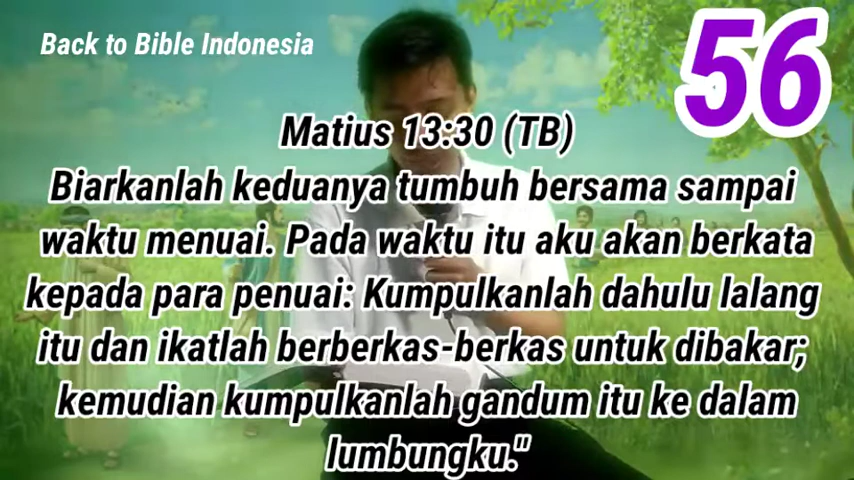 Back to Bible Indonesia
56
Matius 13:30 (TB)
Biarkanlah keduanya tumbuh bersama sampai
waktu menuai. Pada waktu itu aku akan berkata
kepada para penuai: Kumpulkanlah dahulu lalang
itu dan ikatlah berberkas-berkas untuk dibakar;
kemudian kumpulkanlah gandum itu ke dalam
lumbungku."